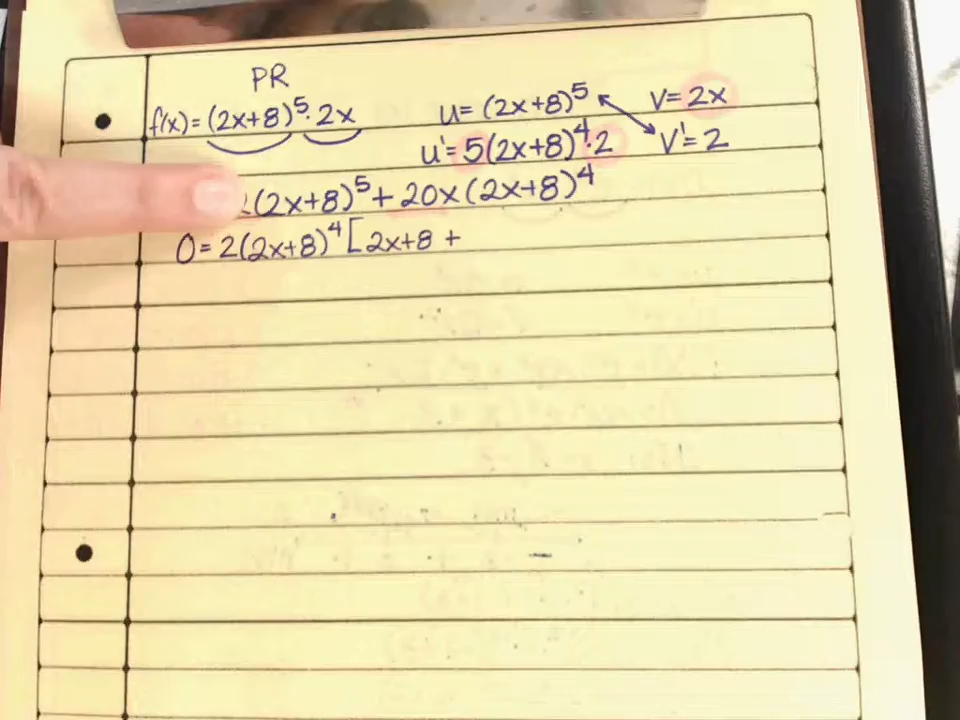 PR
f'(x) = (2x+8)⁵ · 2x u = (2x+8)⁵ v = 2x
u' = 5(2x+8)⁴ · 2 v' = 2
(2x+8)⁵ + 20x(2x+8)⁴
0 = 2(2x+8)⁴ [ 2x+8 +